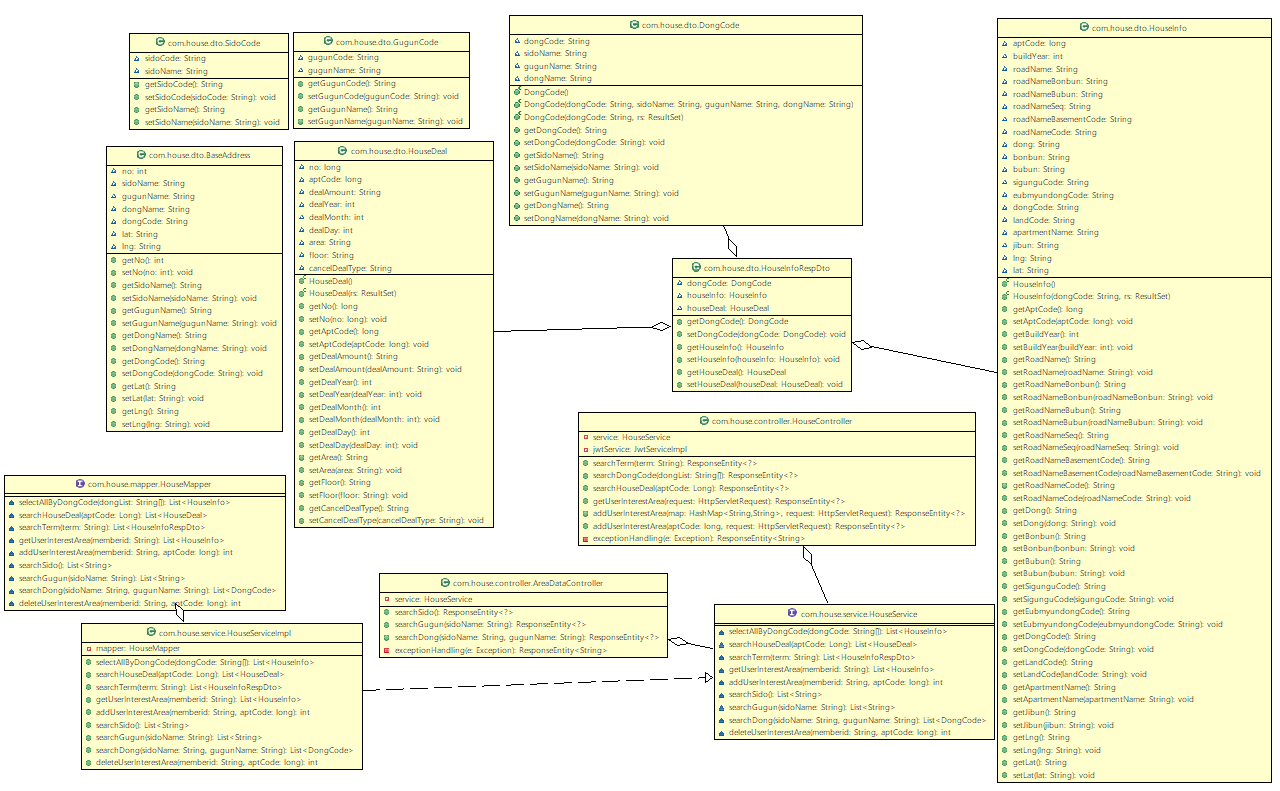 com.house.dto.SidoCode
sidoCode: String
sidoName: String
getSidoCode(): String
setSidoCode(sidoCode: String): void
getSidoName(): String
setSidoName(sidoName: String): void
com.house.dto.GugunCode
gugunCode: String
gugunName: String
getGugunCode(): String
setGugunCode(gugunCode: String): void
getGugunName(): String
setGugunName(gugunName: String): void
com.house.dto.DongCode
dongCode: String
sidoName: String
gugunName: String
dongName: String
DongCode()
DongCode(dongCode: String, sidoName: String, gugunName: String, dongName: String)
DongCode(dongCode: String, rs: ResultSet)
getDongCode(): String
setDongCode(dongCode: String): void
getSidoName(): String
setSidoName(sidoName: String): void
getGugunName(): String
setGugunName(gugunName: String): void
getDongName(): String
setDongName(dongName: String): void
com.house.dto.HouseInfo
aptCode: long
buildYear: int
roadName: String
roadNameBonbun: String
roadNameBubun: String
roadNameSeq: String
roadNameBasementCode: String
roadNameCode: String
dong: String
bonbun: String
bubun: String
sigunguCode: String
eubmyundongCode: String
dongCode: String
landCode: String
apartmentName: String
jibun: String
lng: String
lat: String
HouseInfo()
HouseInfo(dongCode: String, rs: ResultSet)
getAptCode(): long
setAptCode(aptCode: long): void
getBuildYear(): int
setBuildYear(buildYear: int): void
getRoadName(): String
setRoadName(roadName: String): void
getRoadNameBonbun(): String
setRoadNameBonbun(roadNameBonbun: String): void
getRoadNameBubun(): String
setRoadNameBubun(roadNameBubun: String): void
getRoadNameSeq(): String
setRoadNameSeq(roadNameSeq: String): void
getRoadNameBasementCode(): String
setRoadNameBasementCode(roadNameBasementCode: String): void
getRoadNameCode(): String
setRoadNameCode(roadNameCode: String): void
getDong(): String
setDong(dong: String): void
getBonbun(): String
setBonbun(bonbun: String): void
getBubun(): String
setBubun(bubun: String): void
getSigunguCode(): String
setSigunguCode(sigunguCode: String): void
getEubmyundongCode(): String
setEubmyundongCode(eubmyundongCode: String): void
getDongCode(): String
setDongCode(dongCode: String): void
getLandCode(): String
setLandCode(landCode: String): void
getApartmentName(): String
setApartmentName(apartmentName: String): void
getJibun(): String
setJibun(jibun: String): void
getLng(): String
setLng(lng: String): void
getLat(): String
setLat(lat: String): void
com.house.dto.BaseAddress
no: int
sidoName: String
gugunName: String
dongName: String
dongCode: String
lat: String
lng: String
getNo(): int
setNo(no: int): void
getSidoName(): String
setSidoName(sidoName: String): void
getGugunName(): String
setGugunName(gugunName: String): void
getDongName(): String
setDongName(dongName: String): void
getDongCode(): String
setDongCode(dongCode: String): void
getLat(): String
setLat(lat: String): void
getLng(): String
setLng(lng: String): void
com.house.dto.HouseDeal
no: long
aptCode: long
dealAmount: String
dealYear: int
dealMonth: int
dealDay: int
area: String
floor: String
cancelDealType: String
HouseDeal()
HouseDeal(rs: ResultSet)
getNo(): long
setNo(no: long): void
getAptCode(): long
setAptCode(aptCode: long): void
getDealAmount(): String
setDealAmount(dealAmount: String): void
getDealYear(): int
setDealYear(dealYear: int): void
getDealMonth(): int
setDealMonth(dealMonth: int): void
getDealDay(): int
setDealDay(dealDay: int): void
getArea(): String
setArea(area: String): void
getFloor(): String
setFloor(floor: String): void
getCancelDealType(): String
setCancelDealType(cancelDealType: String): void
com.house.dto.HouseInfoRespDto
dongCode: DongCode
houseInfo: HouseInfo
houseDeal: HouseDeal
getDongCode(): DongCode
setDongCode(dongCode: DongCode): void
getHouseInfo(): HouseInfo
setHouseInfo(houseInfo: HouseInfo): void
getHouseDeal(): HouseDeal
setHouseDeal(houseDeal: HouseDeal): void
com.house.controller.HouseController
service: HouseService
jwtService: JwtServiceImpl
searchTerm(term: String): ResponseEntity<?>
searchDongCode(dongList: String[]): ResponseEntity<?>
searchHouseDeal(aptCode: Long): ResponseEntity<?>
getUserInterestArea(request: HttpServletRequest): ResponseEntity<?>
addUserInterestArea(map: HashMap<String,String>, request: HttpServletRequest): ResponseEntity<?>
addUserInterestArea(aptCode: long, request: HttpServletRequest): ResponseEntity<?>
exceptionHandling(e: Exception): ResponseEntity<String>
com.house.mapper.HouseMapper
selectAllByDongCode(dongList: String[]): List<HouseInfo>
searchHouseDeal(aptCode: Long): List<HouseDeal>
searchTerm(term: String): List<HouseInfoRespDto>
getUserInterestArea(memberid: String): List<HouseInfo>
addUserInterestArea(memberid: String, aptCode: long): int
searchSido(): List<String>
searchGugun(sidoName: String): List<String>
searchDong(sidoName: String, gugunName: String): List<DongCode>
deleteUserInterestArea(memberid: String, aptCode: long): int
com.house.controller.AreaDataController
service: HouseService
searchSido(): ResponseEntity<?>
searchGugun(sidoName: String): ResponseEntity<?>
searchDong(sidoName: String, gugunName: String): ResponseEntity<?>
exceptionHandling(e: Exception): ResponseEntity<String>
com.house.service.HouseService
selectAllByDongCode(dongCode: String[]): List<HouseInfo>
searchHouseDeal(aptCode: Long): List<HouseDeal>
searchTerm(term: String): List<HouseInfoRespDto>
getUserInterestArea(memberid: String): List<HouseInfo>
addUserInterestArea(memberid: String, aptCode: long): int
searchSido(): List<String>
searchGugun(sidoName: String): List<String>
searchDong(sidoName: String, gugunName: String): List<DongCode>
deleteUserInterestArea(memberid: String, aptCode: long): int
com.house.service.HouseServiceImpl
mapper: HouseMapper
selectAllByDongCode(dongCode: String[]): List<HouseInfo>
searchHouseDeal(aptCode: Long): List<HouseDeal>
searchTerm(term: String): List<HouseInfoRespDto>
getUserInterestArea(memberid: String): List<HouseInfo>
addUserInterestArea(memberid: String, aptCode: long): int
searchSido(): List<String>
searchGugun(sidoName: String): List<String>
searchDong(sidoName: String, gugunName: String): List<DongCode>
deleteUserInterestArea(memberid: String, aptCode: long): int